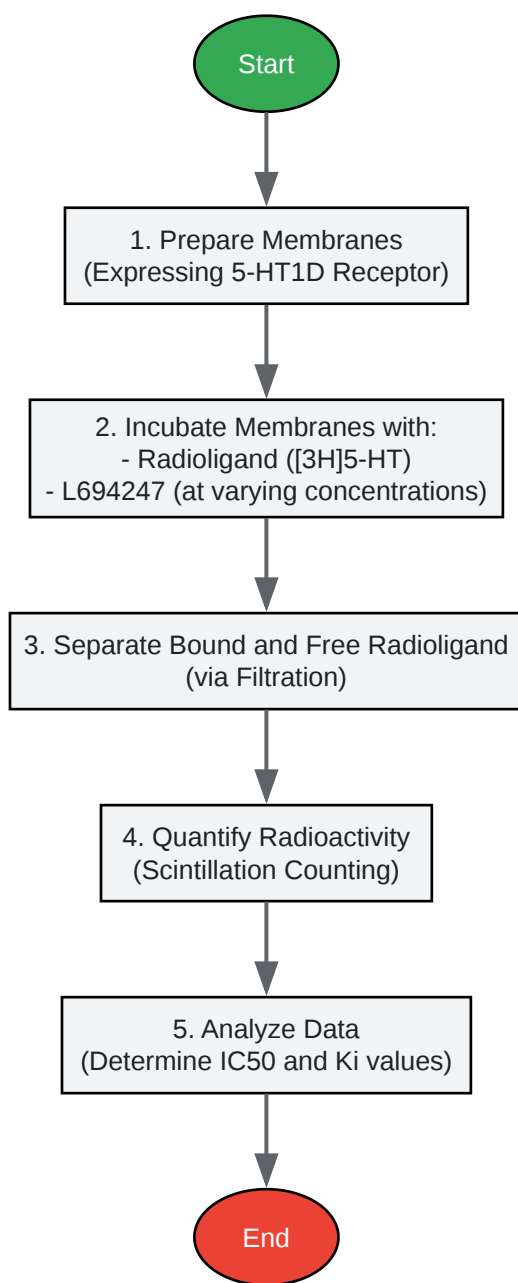 Start
1. Prepare Membranes
(Expressing 5-HT1D Receptor)
2. Incubate Membranes with:
- Radioligand ([3H]5-HT)
- L694247 (at varying concentrations)
3. Separate Bound and Free Radioligand
(via Filtration)
4. Quantify Radioactivity
(Scintillation Counting)
5. Analyze Data
(Determine IC50 and Ki values)
End